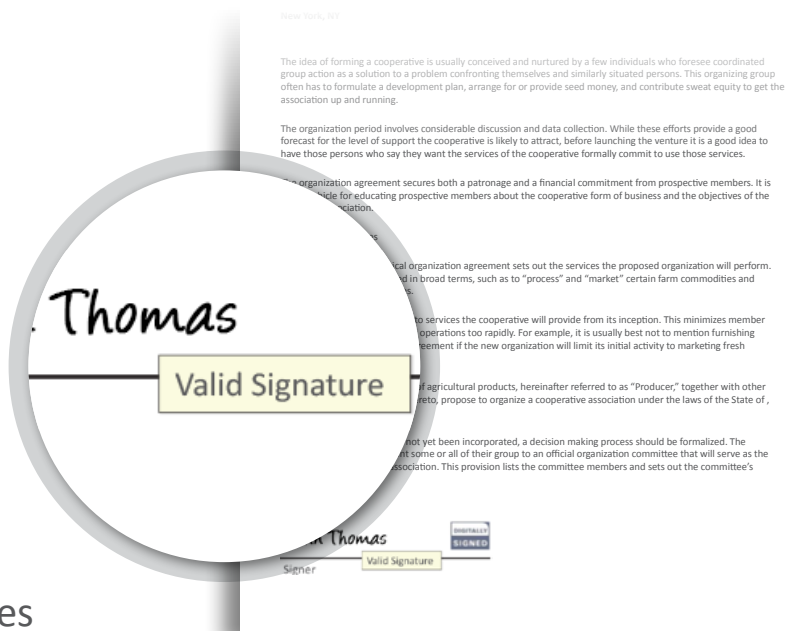 New York, NY
The idea of forming a cooperative is usually conceived and nurtured by a few individuals who foresee coordinated
group action as a solution to a problem confronting themselves and similarly situated persons. This organizing group
often has to formulate a development plan, arrange for or provide seed money, and contribute sweat equity to get the
association up and running.
The organization period involves considerable discussion and data collection. While these efforts provide a good
forecast for the level of support the cooperative is likely to attract, before launching the venture it is a good idea to
have those persons who say they want the services of the cooperative formally commit to use those services.
organization agreement secures both a patronage and a financial commitment from prospective members. It is
for educating prospective members about the cooperative form of business and the objectives of the
organization agreement sets out the services the proposed organization will perform.
in broad terms, such as to “process” and “market” certain farm commodities and
services the cooperative will provide from its inception. This minimizes member
operations too rapidly. For example, it is usually best not to mention furnishing
if the new organization will limit its initial activity to marketing fresh
of agricultural products, hereinafter referred to as “Producer,” together with other
propose to organize a cooperative association under the laws of the State of ,
not yet been incorporated, a decision making process should be formalized. The
some or all of their group to an official organization committee that will serve as the
This provision lists the committee members and sets out the committee’s
Thomas
Valid Signature
Thomas
DIGITALLY
SIGNED
Valid Signature
Signer